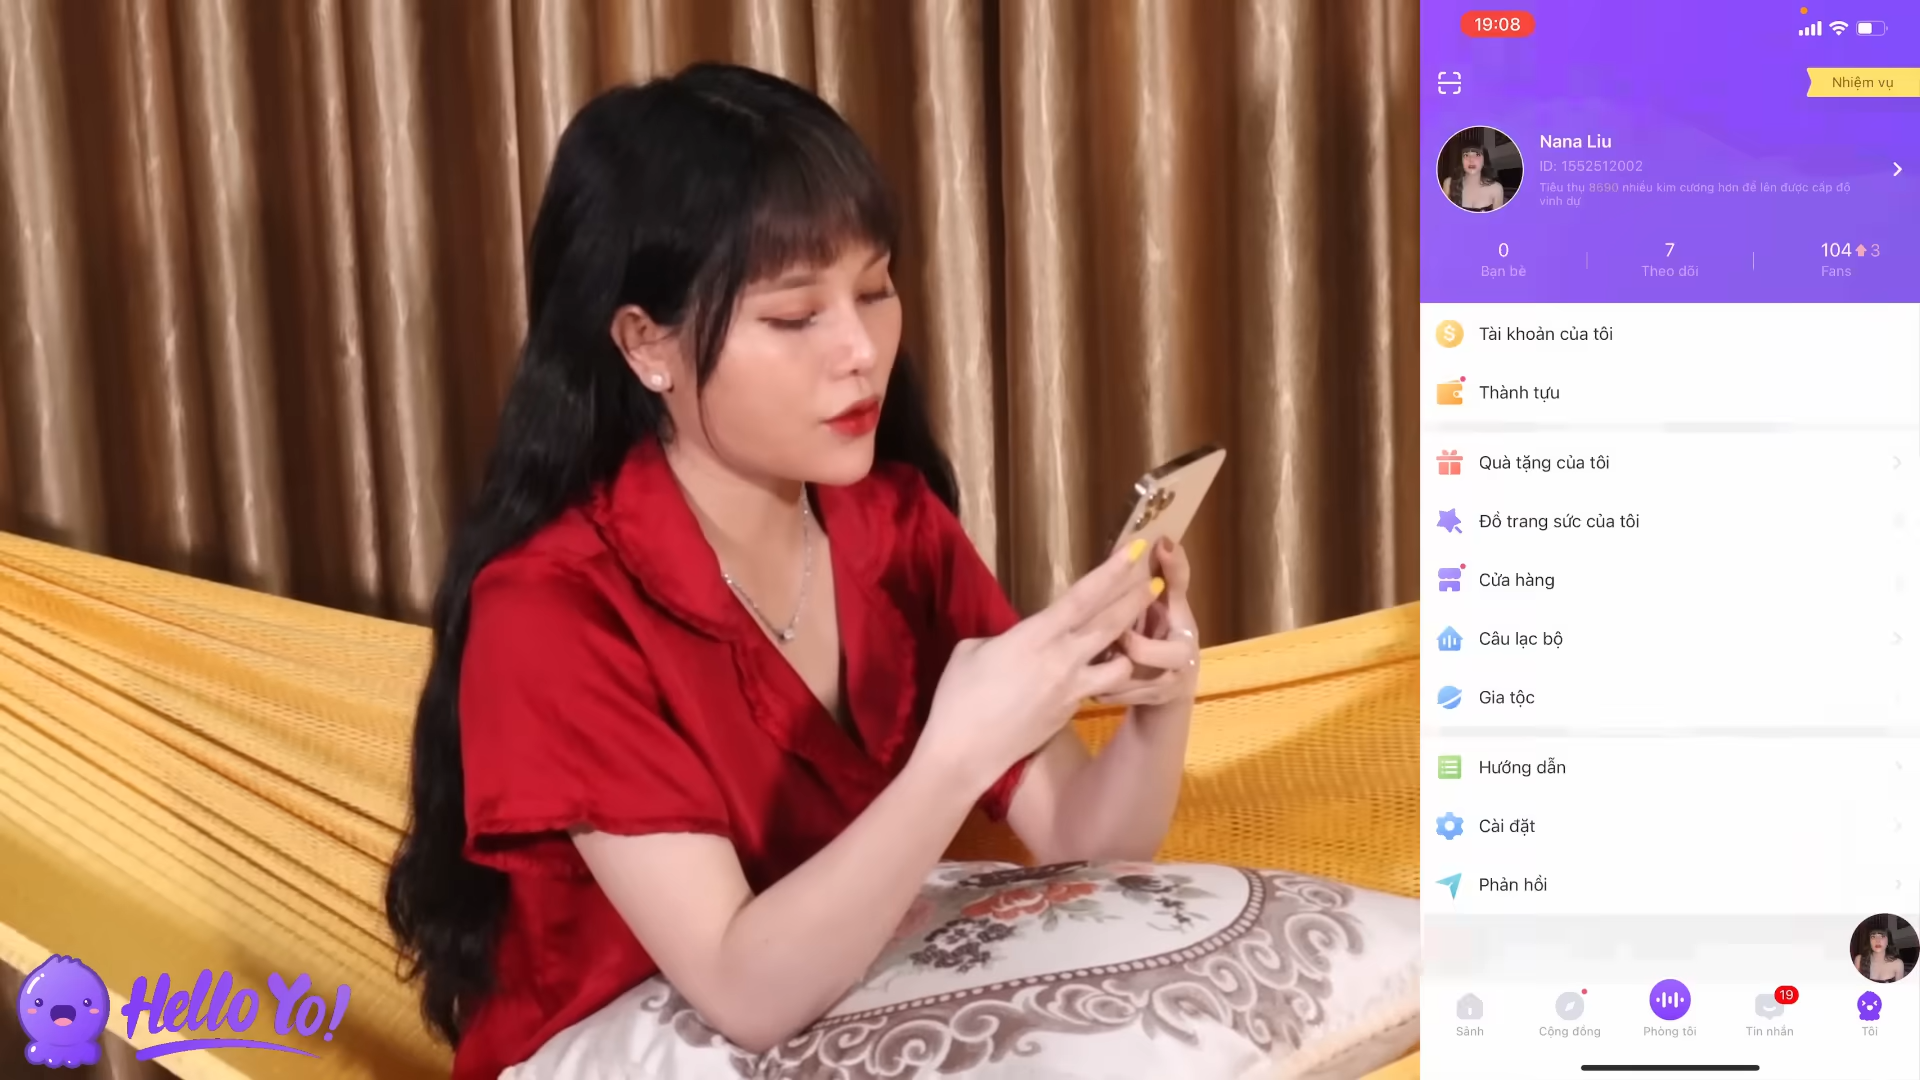 19:08
Nhiệm vụ
Nana Liu
ID: 1552512002
Tiêu thụ 8690 nhiều kim cương hơn để lên được cấp độ
vinh dự
0
7
104 3
Bạn bè
Theo dõi
Fans
Tài khoản của tôi
Thành tựu
Quà tặng của tôi
Đồ trang sức của tôi
Cửa hàng
Câu lạc bộ
Gia tộc
Hướng dẫn
Cài đặt
Phản hồi
19
Sảnh
Cộng đồng
Phòng tôi
Tin nhắn
Tôi
Hello Yo!